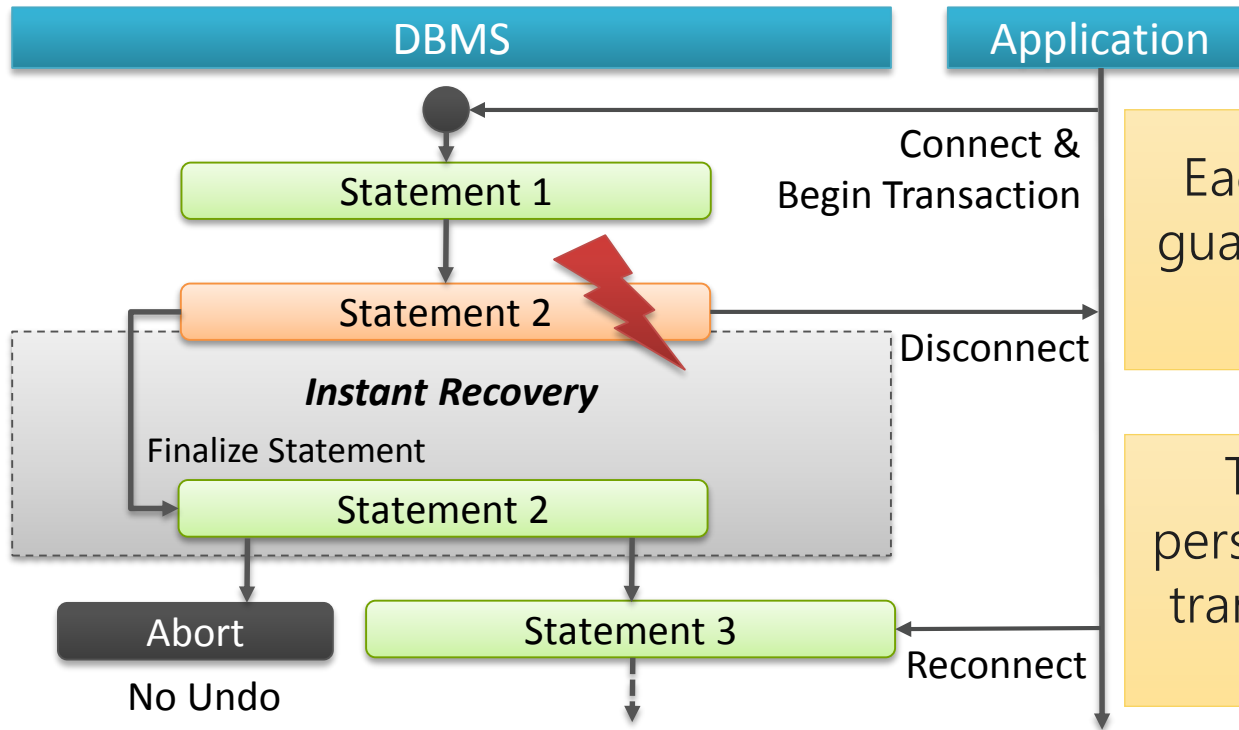 DBMS
Application
Connect &
Begin Transaction
Statement 1
Statement 2
Disconnect
Instant Recovery
Finalize Statement
Statement 2
Abort
Statement 3
Reconnect
No Undo